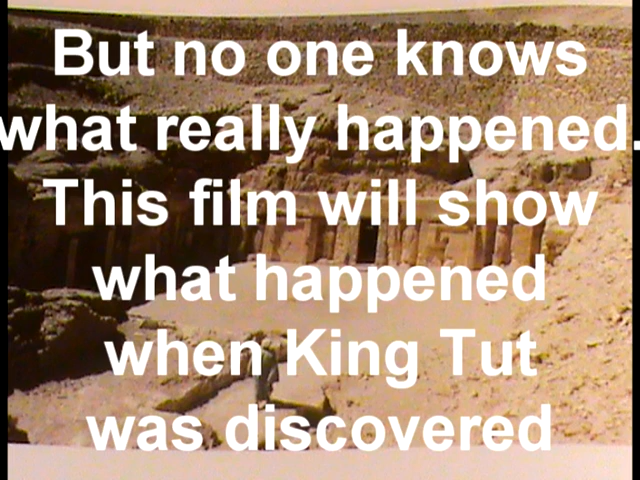 But no one knows
what really happened.
This film will show
what happened
when King Tut
was discovered